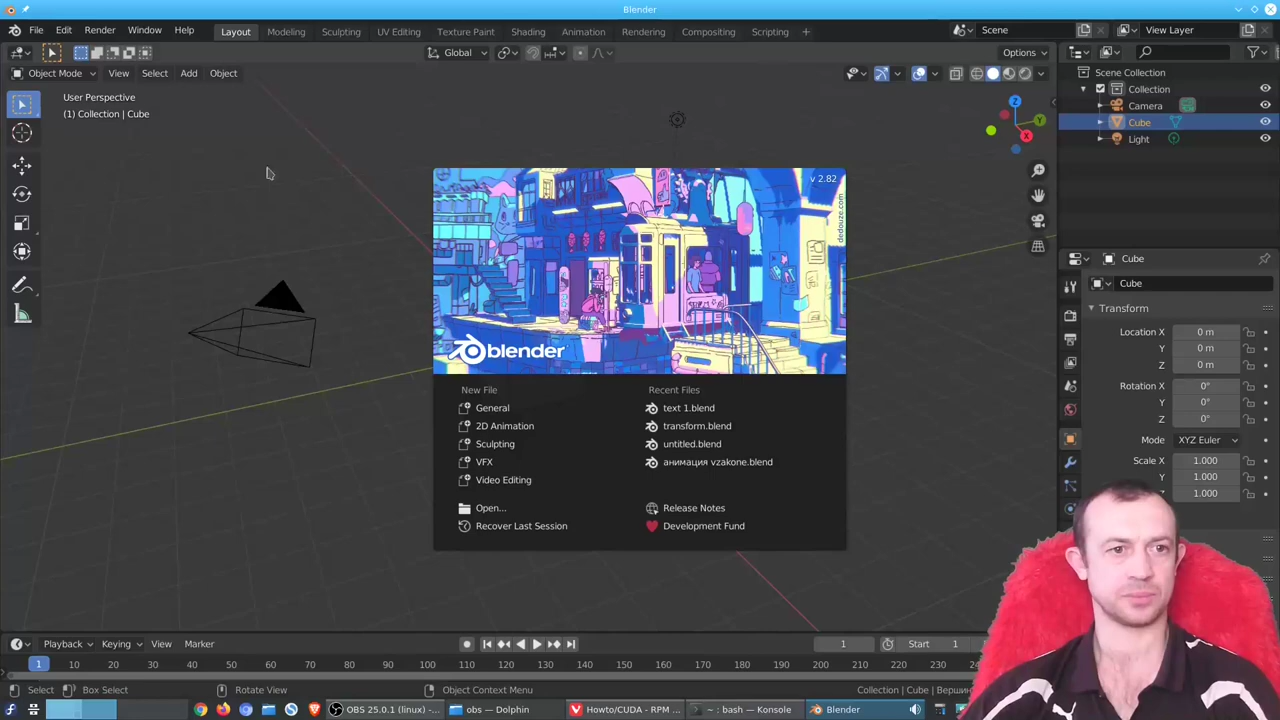 Blender
File Edit Render Window Help Layout Modeling Sculpting UV Editing Texture Paint Shading Animation Rendering Compositing Scripting + Scene View Layer
Global Options
Object Mode View Select Add Object
User Perspective
(1) Collection | Cube
Z
Y
X
Scene Collection
Collection
Camera
Cube
Light
v 2.82
dedouze.com
blender
New File
General
2D Animation
Sculpting
VFX
Video Editing
Open...
Recover Last Session
Recent Files
text 1.blend
transform.blend
untitled.blend
анимация vzakone.blend
Release Notes
Development Fund
Cube
Cube
Transform
Location X 0 m
Y 0 m
Z 0 m
Rotation X 0°
Y 0°
Z 0°
Mode XYZ Euler
Scale X 1.000
Y 1.000
Z 1.000
Playback Keying View Marker 1 Start 1
1 10 20 30 40 50 60 70 80 90 100 110 120 130 140 150 160 170 180 190 200 210 220 230
Select Box Select Rotate View Object Context Menu Collection | Cube |
OBS 25.0.1 (linux) -... obs — Dolphin Howto/CUDA - RPM ... ~ : bash — Konsole Blender